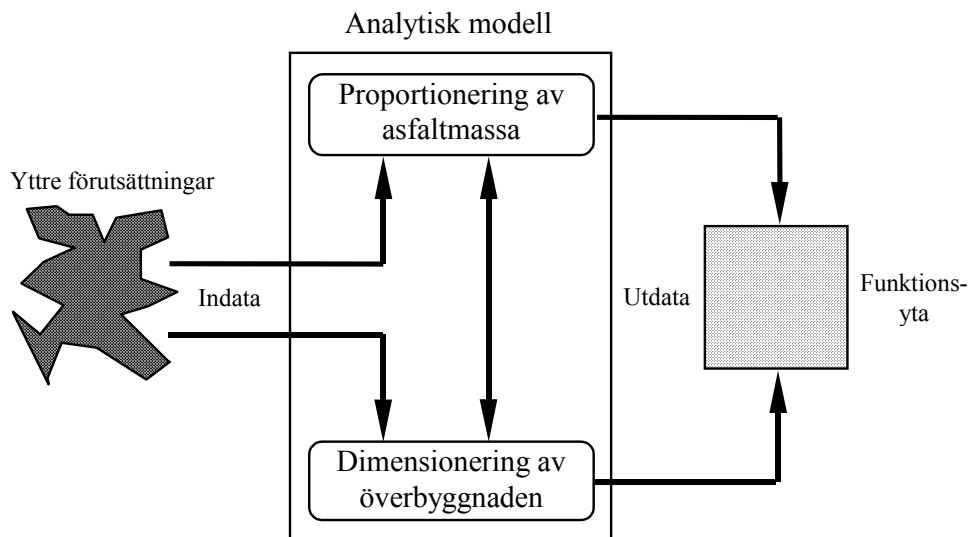 Analytisk modell
Proportionering av
asfaltmassa
Yttre förutsättningar
Indata
Utdata
Funktions-
yta
Dimensionering av
överbyggnaden